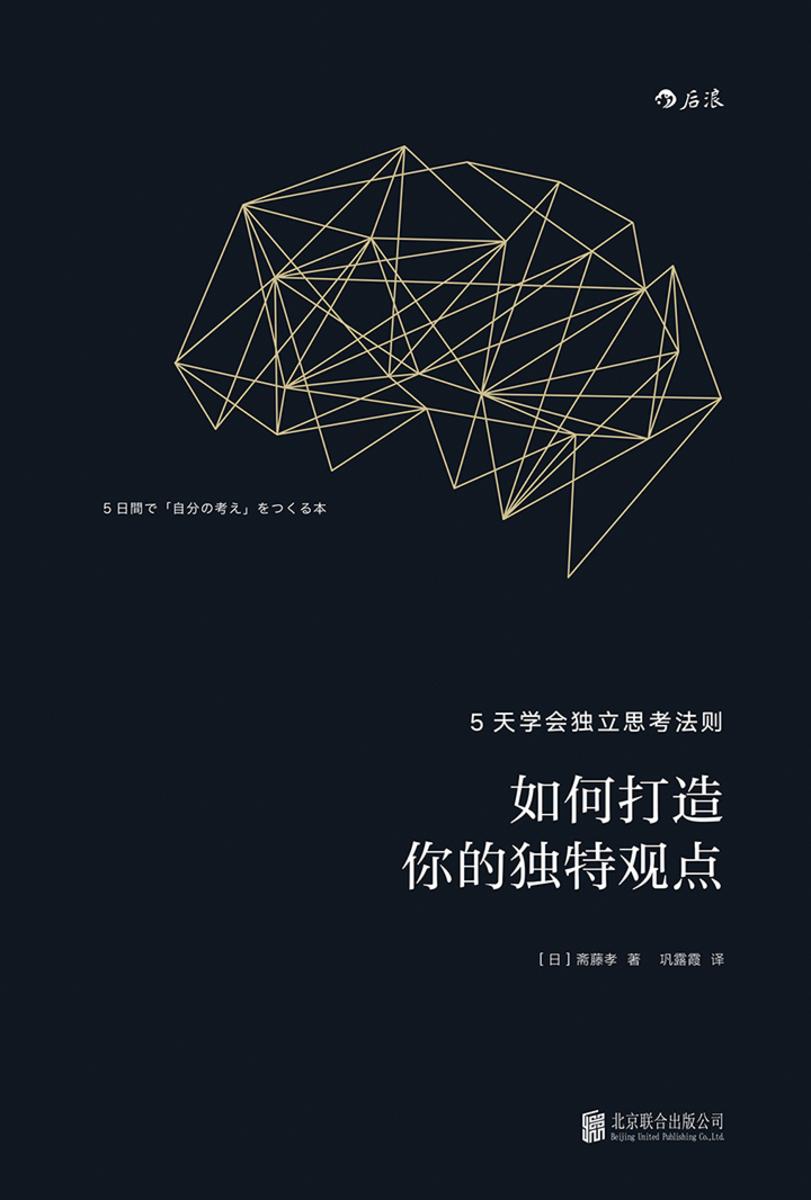 后浪
5日間で「自分の考え」をつくる本
5 天学会独立思考法则
如何打造
你的独特观点
[日] 斋藤孝 著 巩露霞 译
北京联合出版公司
Beijing United Publishing Co.,Ltd.